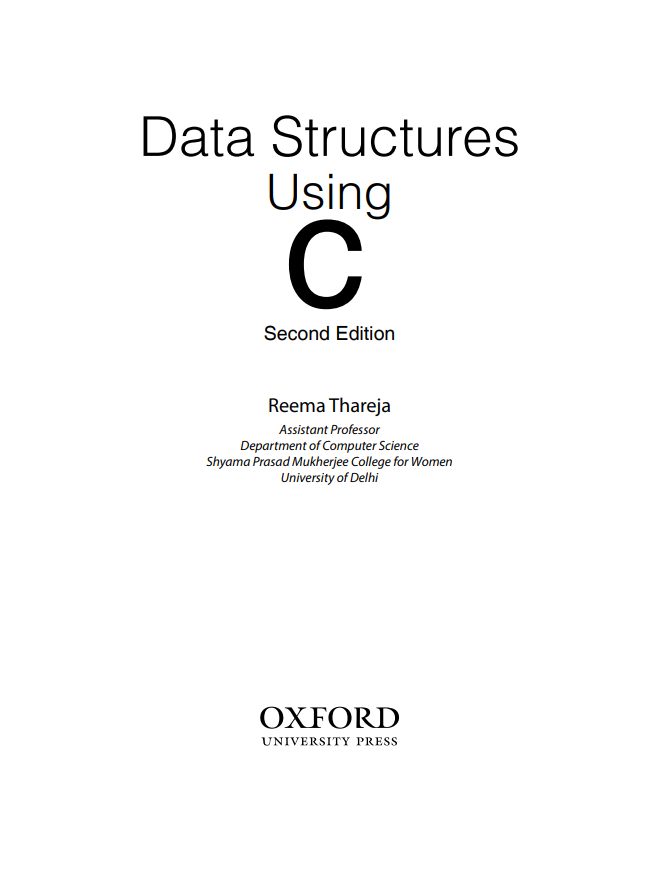 Data Structures
Using
C
Second Edition
Reema Thareja
Assistant Professor
Department of Computer Science
Shyama Prasad Mukherjee College for Women
University of Delhi
OXFORD
UNIVERSITY PRESS